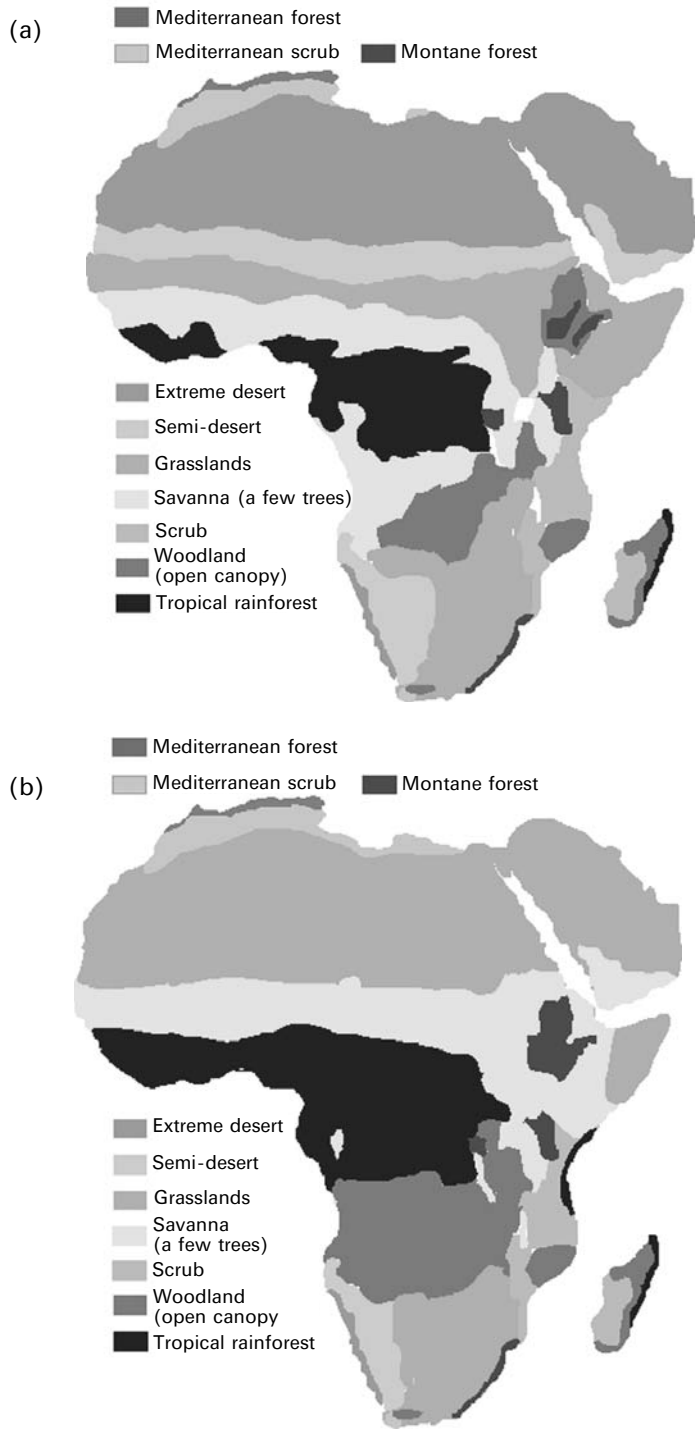 (a)
Mediterranean forest
Mediterranean scrub Montane forest
Extreme desert
Semi-desert
Grasslands
Savanna (a few trees)
Scrub
Woodland
(open canopy)
Tropical rainforest
(b)
Mediterranean forest
Mediterranean scrub Montane forest
Extreme desert
Semi-desert
Grasslands
Savanna
(a few trees)
Scrub
Woodland
(open canopy
Tropical rainforest